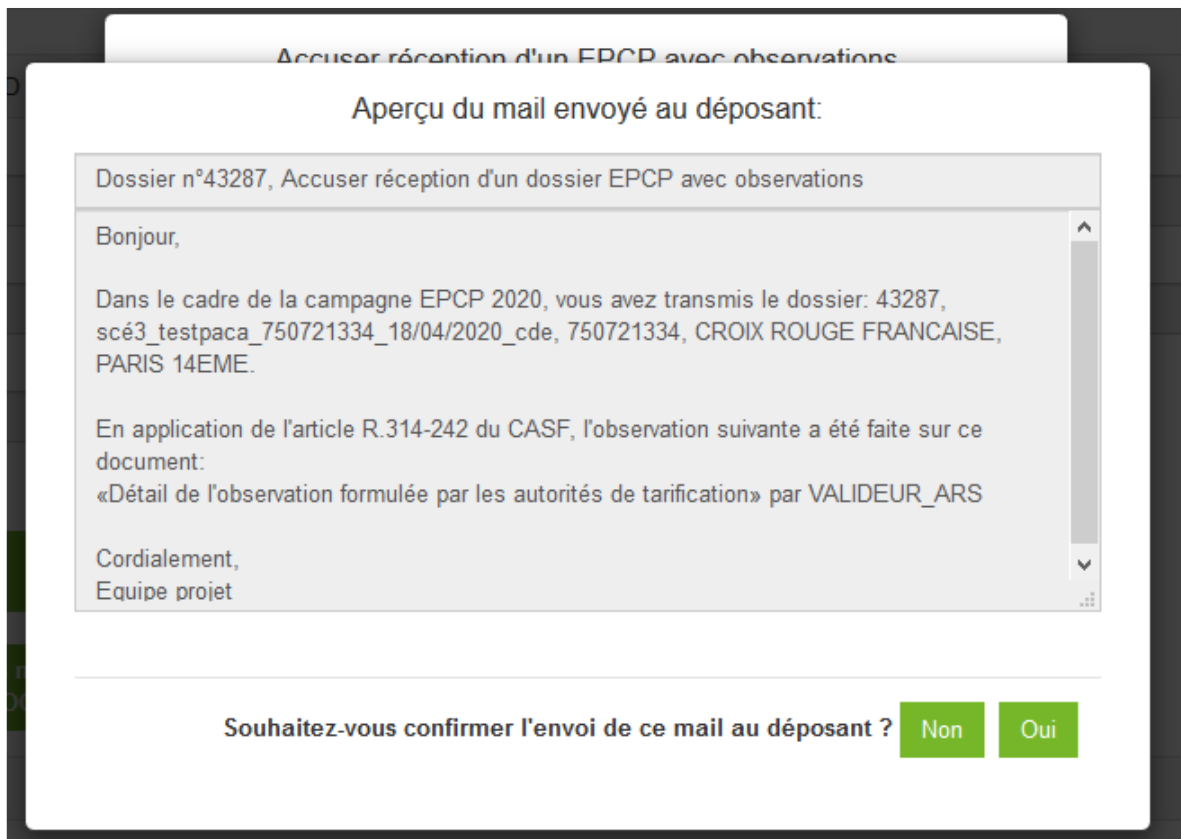 Accuser réception d'un EPCP avec observations
Aperçu du mail envoyé au déposant:
Dossier n°43287, Accuser réception d'un dossier EPCP avec observations
Bonjour,
Dans le cadre de la campagne EPCP 2020, vous avez transmis le dossier: 43287,
scé3_testpaca_750721334_18/04/2020_cde, 750721334, CROIX ROUGE FRANCAISE,
PARIS 14EME.
En application de l'article R.314-242 du CASF, l'observation suivante a été faite sur ce
document:
«Détail de l'observation formulée par les autorités de tarification» par VALIDEUR_ARS
Cordialement,
Equipe projet
Souhaitez-vous confirmer l'envoi de ce mail au déposant ? Non Oui